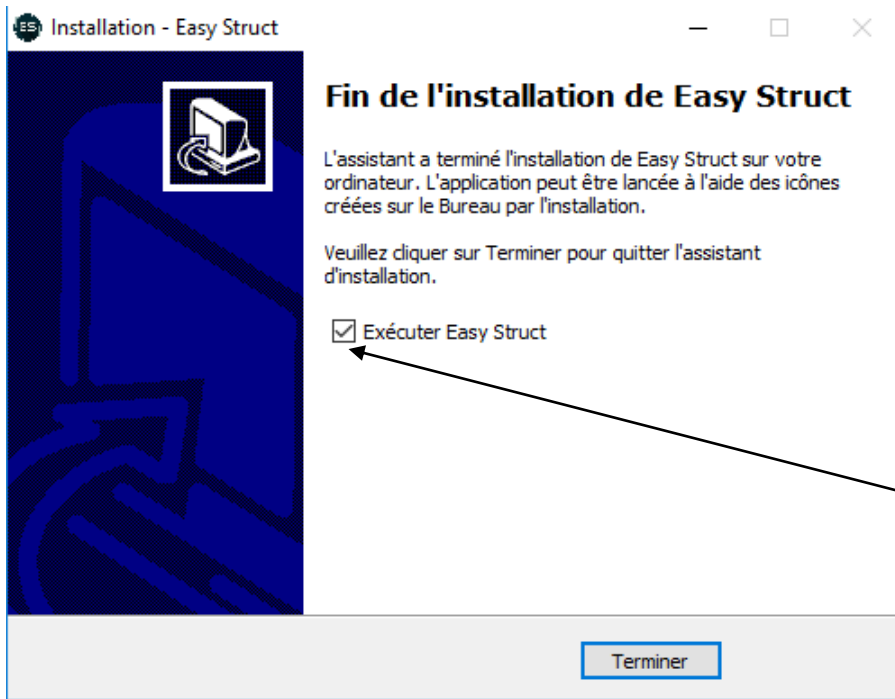 ES Installation - Easy Struct
Fin de l'installation de Easy Struct
L'assistant a terminé l'installation de Easy Struct sur votre
ordinateur. L'application peut être lancée à l'aide des icônes
créées sur le Bureau par l'installation.
Veuillez cliquer sur Terminer pour quitter l'assistant
d'installation.
Exécuter Easy Struct
Terminer